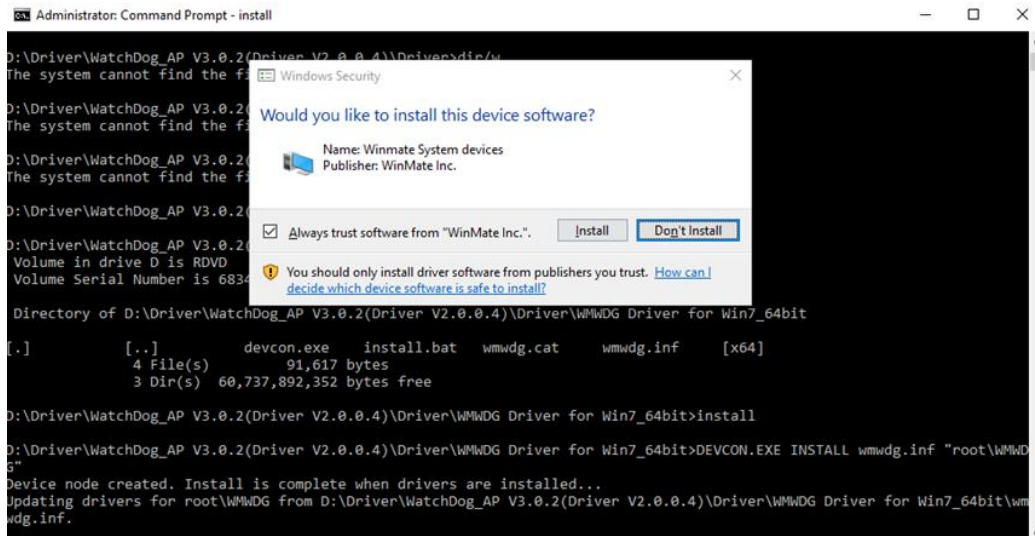 Administrator: Command Prompt - install
D:\Driver\WatchDog_AP V3.0.2(Driver V2.0.0.4)\Driver>dir/w
The system cannot find the fi
D:\Driver\WatchDog_AP V3.0.2(
The system cannot find the fi
D:\Driver\WatchDog_AP V3.0.2(
The system cannot find the fi
D:\Driver\WatchDog_AP V3.0.2(
D:\Driver\WatchDog_AP V3.0.2(
Volume in drive D is RDVD
Volume Serial Number is 6834
Windows Security
Would you like to install this device software?
Name: Winmate System devices
Publisher: WinMate Inc.
Always trust software from "WinMate Inc.".
Install
Don't Install
You should only install driver software from publishers you trust. How can I
decide which device software is safe to install?
Directory of D:\Driver\WatchDog_AP V3.0.2(Driver V2.0.0.4)\Driver\WMWDG Driver for Win7_64bit
[.] [..] devcon.exe install.bat wmwdg.cat wmwdg.inf [x64]
4 File(s) 91,617 bytes
3 Dir(s) 60,737,892,352 bytes free
D:\Driver\WatchDog_AP V3.0.2(Driver V2.0.0.4)\Driver\WMWDG Driver for Win7_64bit>install
D:\Driver\WatchDog_AP V3.0.2(Driver V2.0.0.4)\Driver\WMWDG Driver for Win7_64bit>DEVCON.EXE INSTALL wmwdg.inf "root\WMWD
G"
Device node created. Install is complete when drivers are installed...
Updating drivers for root\WMWDG from D:\Driver\WatchDog_AP V3.0.2(Driver V2.0.0.4)\Driver\WMWDG Driver for Win7_64bit\wm
wdg.inf.